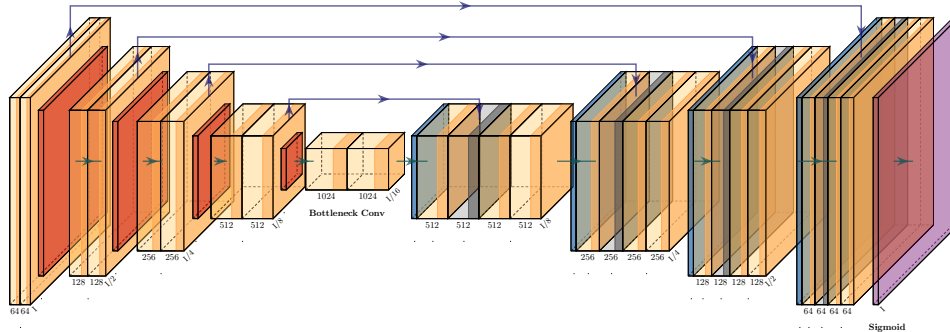 64 64 1
128 128 1/2
256 256 1/4
512 512 1/8
1024 1024 1/16
Bottleneck Conv
512 512 512 512 1/8
256 256 256 256 1/4
128 128 128 128 1/2
64 64 64 64
1
Sigmoid